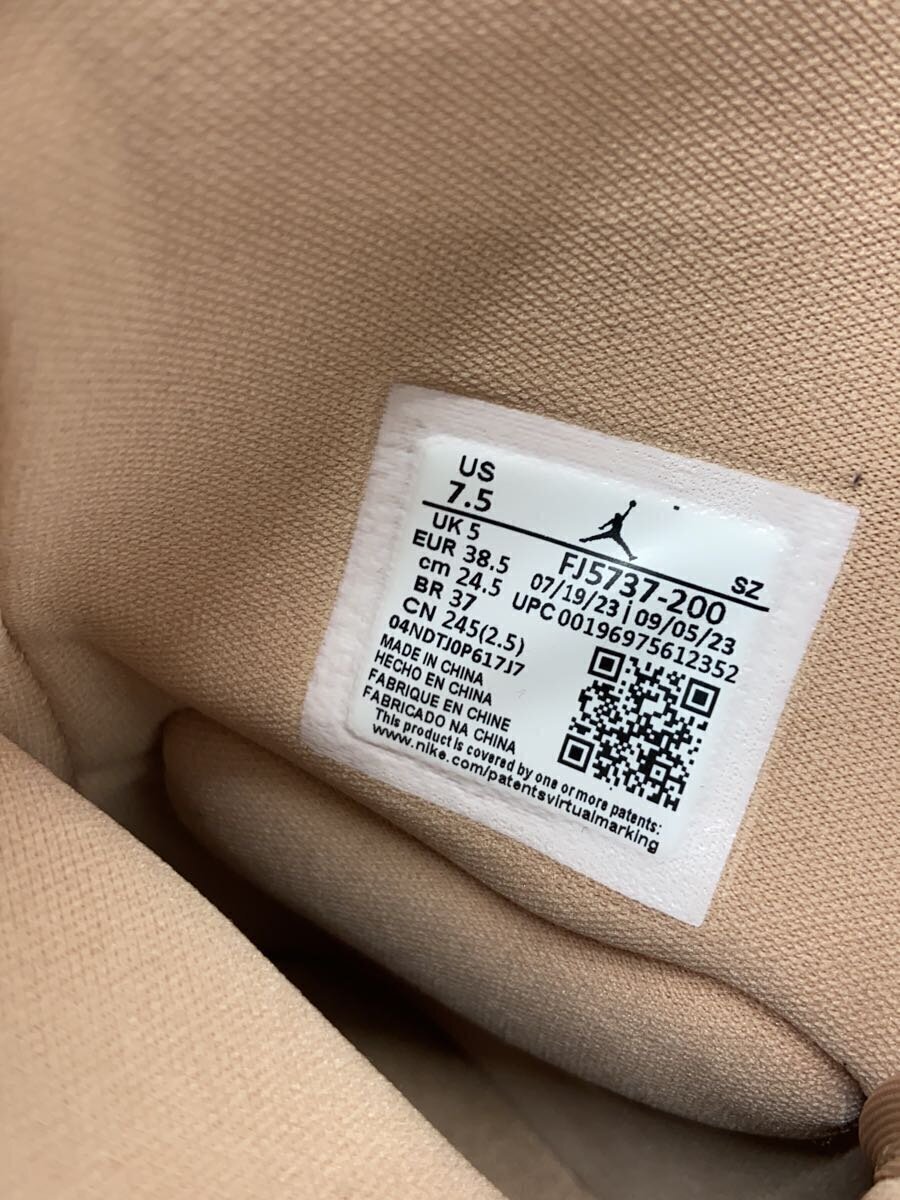 US
7.5
SZ
UK 5
EUR 38.5
cm 24.5
BR 37
CN 245(2.5)
04NDTJ0P617J7
FJ5737-200
07/19/23 | 09/05/23
UPC 00196975612352
MADE IN CHINA
HECHO EN CHINA
FABRIQUE EN CHINE
FABRICADO NA CHINA
This product is covered by one or more patents:
www.nike.com/patentsvirtualmarking